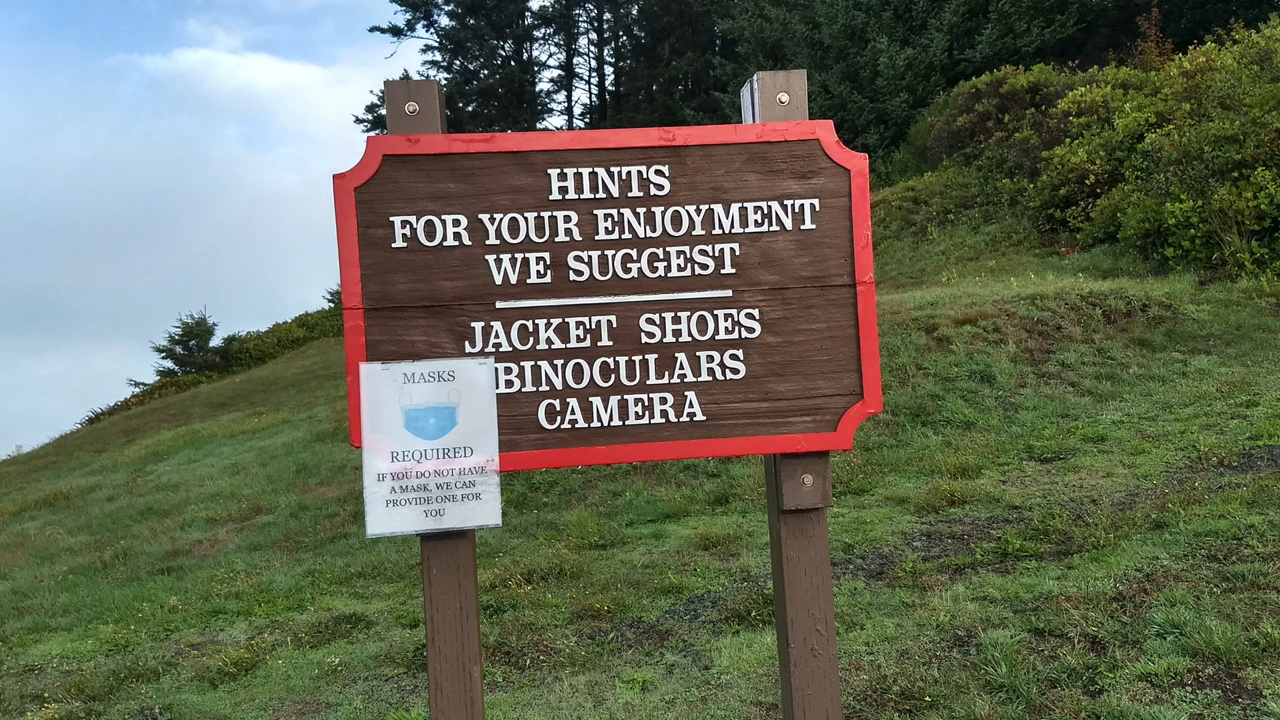 HINTS
FOR YOUR ENJOYMENT
WE SUGGEST
JACKET SHOES
BINOCULARS
CAMERA
MASKS
REQUIRED
IF YOU DO NOT HAVE
A MASK, WE CAN
PROVIDE ONE FOR
YOU